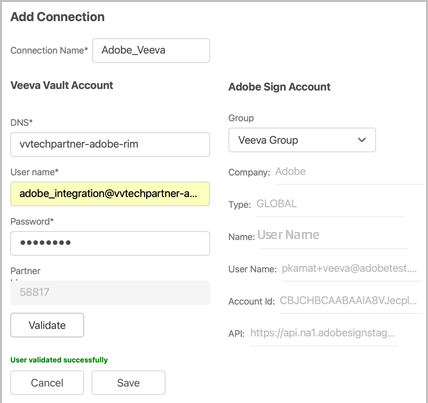 Add Connection
Connection Name* Adobe_Veeva
Veeva Vault Account
DNS*
vvtechpartner-adobe-rim
User name*
adobe_integration@vvtechpartner-a...
Password*
••••••••
Partner
58817
Validate
User validated successfully
Cancel Save
Adobe Sign Account
Group
Veeva Group
Company: Adobe
Type: GLOBAL
Name: User Name
User Name: pkamat+veeva@adobetest....
Account Id: CBJCHBCAABAAIA8VJecpl...
API: https://api.na1.adobesignstag...